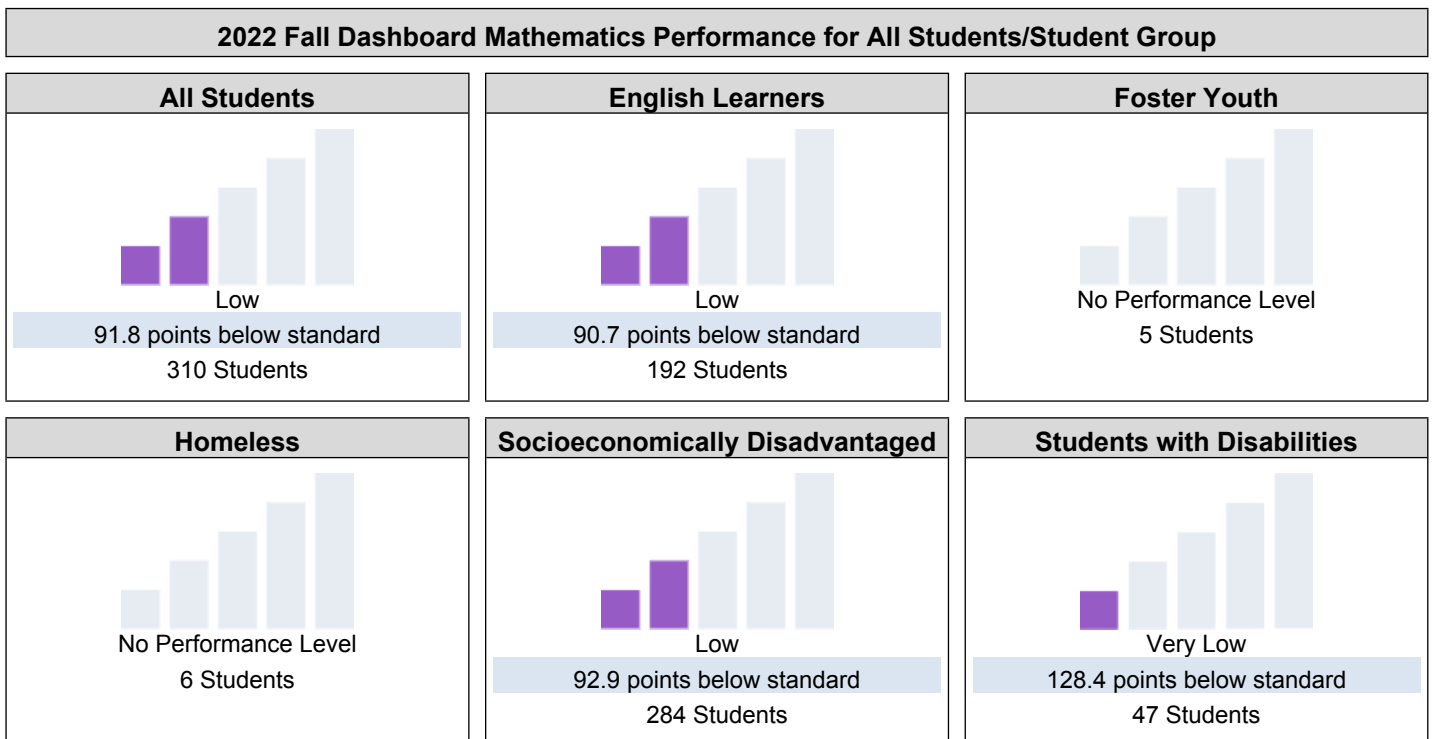 2022 Fall Dashboard Mathematics Performance for All Students/Student Group
All Students
Low
91.8 points below standard
310 Students
English Learners
Low
90.7 points below standard
192 Students
Foster Youth
No Performance Level
5 Students
Homeless
No Performance Level
6 Students
Socioeconomically Disadvantaged
Low
92.9 points below standard
284 Students
Students with Disabilities
Very Low
128.4 points below standard
47 Students